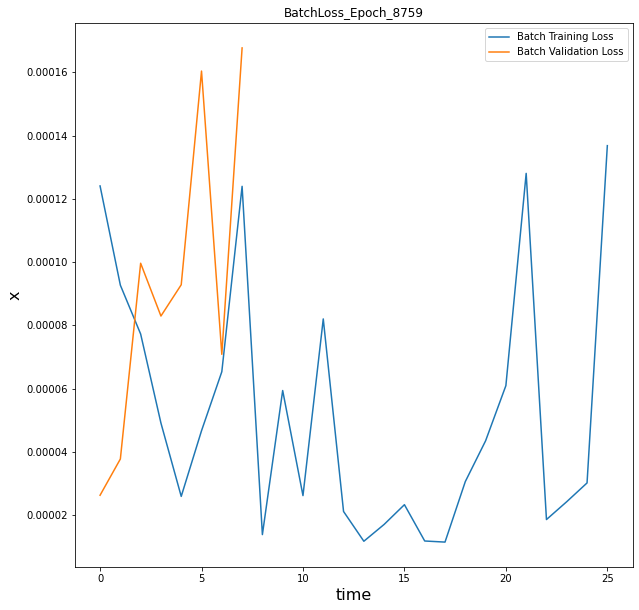 BatchLoss_Epoch_8759
Batch Training Loss
Batch Validation Loss
0.00016
0.00014
0.00012
0.00010
0.00008
0.00006
0.00004
0.00002
x
0 5 10 15 20 25
time